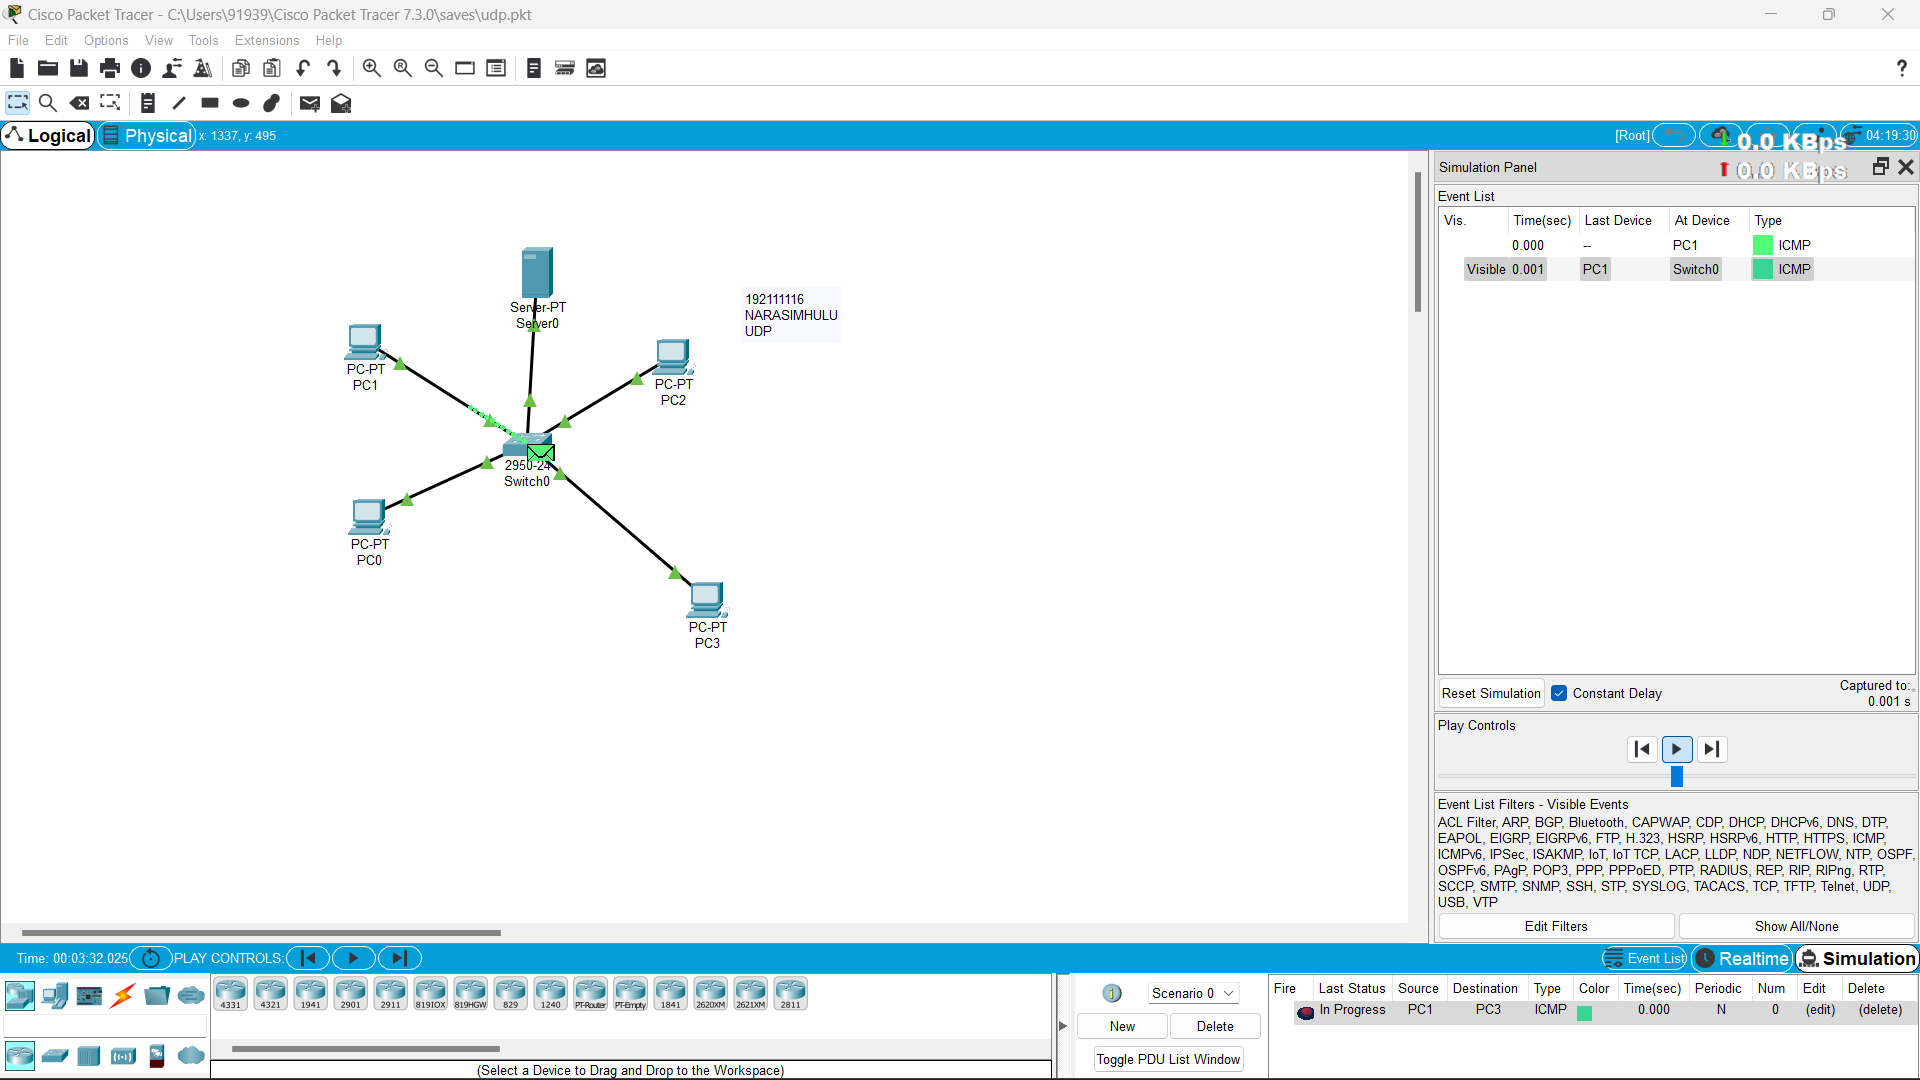 Cisco Packet Tracer - C:\Users\91939\Cisco Packet Tracer 7.3.0\saves\udp.pkt
File Edit Options View Tools Extensions Help
Logical Physical x: 1337, y: 495 [Root] 04:19:30
0.0 KBps
0.0 KBps
Simulation Panel
Event List
Vis. Time(sec) Last Device At Device Type
0.000 -- PC1 ICMP
Visible 0.001 PC1 Switch0 ICMP
Server-PT
Server0
192111116
NARASIMHULU
UDP
PC-PT
PC1
PC-PT
PC2
2950-24
Switch0
PC-PT
PC0
PC-PT
PC3
Reset Simulation Constant Delay Captured to:
0.001 s
Play Controls
Event List Filters - Visible Events
ACL Filter, ARP, BGP, Bluetooth, CAPWAP, CDP, DHCP, DHCPv6, DNS, DTP,
EAPOL, EIGRP, EIGRPv6, FTP, H.323, HSRP, HSRPv6, HTTP, HTTPS, ICMP,
ICMPv6, IPSec, ISAKMP, IoT, IoT TCP, LACP, LLDP, NDP, NETFLOW, NTP, OSPF,
OSPFv6, PAgP, POP3, PPP, PPPoED, PTP, RADIUS, REP, RIP, RIPng, RTP,
SCCP, SMTP, SNMP, SSH, STP, SYSLOG, TACACS, TCP, TFTP, Telnet, UDP,
USB, VTP
Edit Filters Show All/None
Time: 00:03:32.025 PLAY CONTROLS: Event List Realtime Simulation
4331 4321 1941 2901 2911 819IOX 819HGW 829 1240 PT-Router PT-Empty 1841 2620XM 2621XM 2811
(Select a Device to Drag and Drop to the Workspace)
Scenario 0
New Delete
Toggle PDU List Window
Fire Last Status Source Destination Type Color Time(sec) Periodic Num Edit Delete
In Progress PC1 PC3 ICMP 0.000 N 0 (edit) (delete)